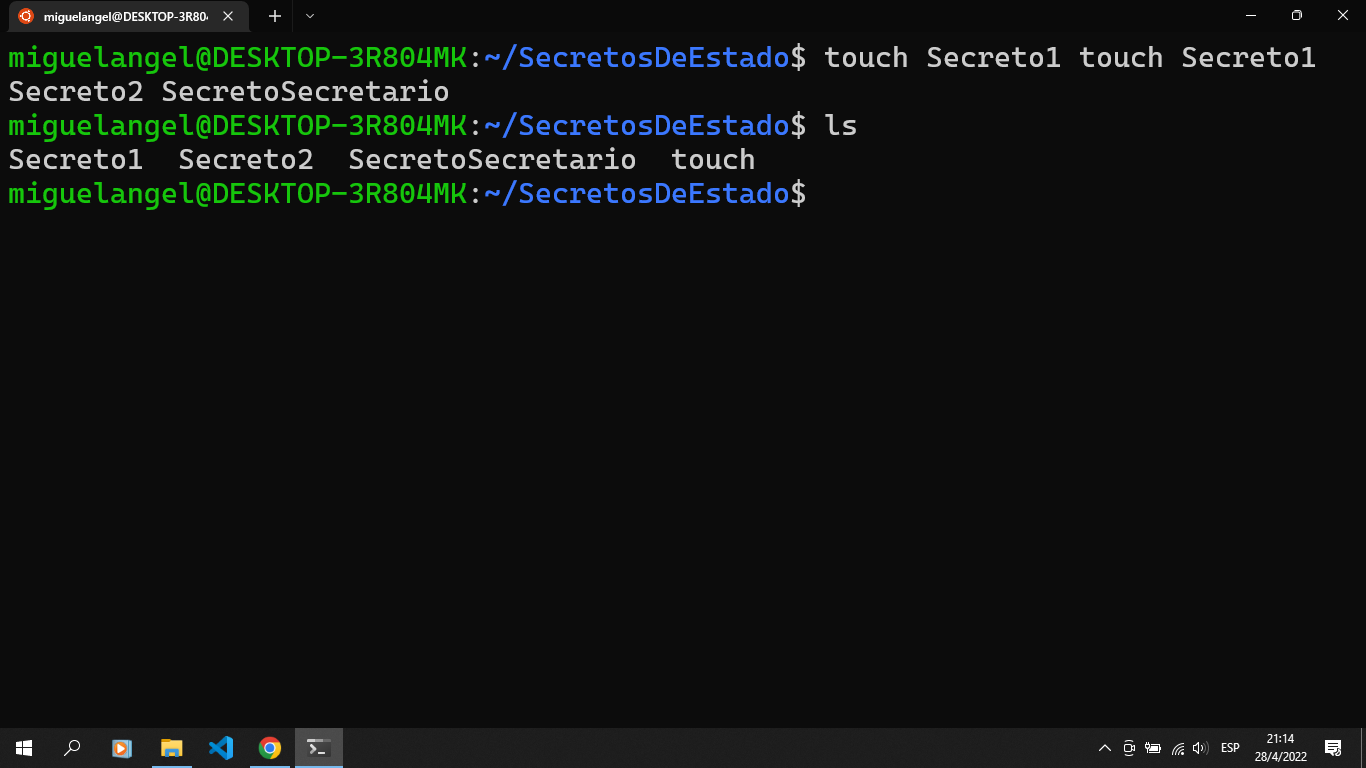 miguelangel@DESKTOP-3R804
miguelangel@DESKTOP-3R804MK:~/SecretosDeEstado$ touch Secreto1 touch Secreto1
Secreto2 SecretoSecretario
miguelangel@DESKTOP-3R804MK:~/SecretosDeEstado$ ls
Secreto1  Secreto2  SecretoSecretario  touch
miguelangel@DESKTOP-3R804MK:~/SecretosDeEstado$
ESP
21:14
28/4/2022